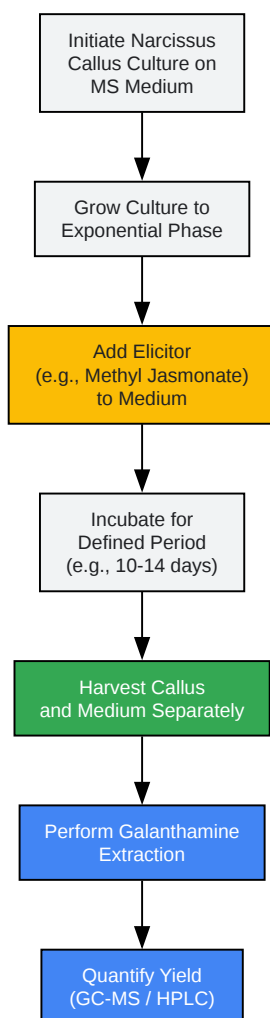 Initiate Narcissus
Callus Culture on
MS Medium
Grow Culture to
Exponential Phase
Add Elicitor
(e.g., Methyl Jasmonate)
to Medium
Incubate for
Defined Period
(e.g., 10-14 days)
Harvest Callus
and Medium Separately
Perform Galanthamine
Extraction
Quantify Yield
(GC-MS / HPLC)